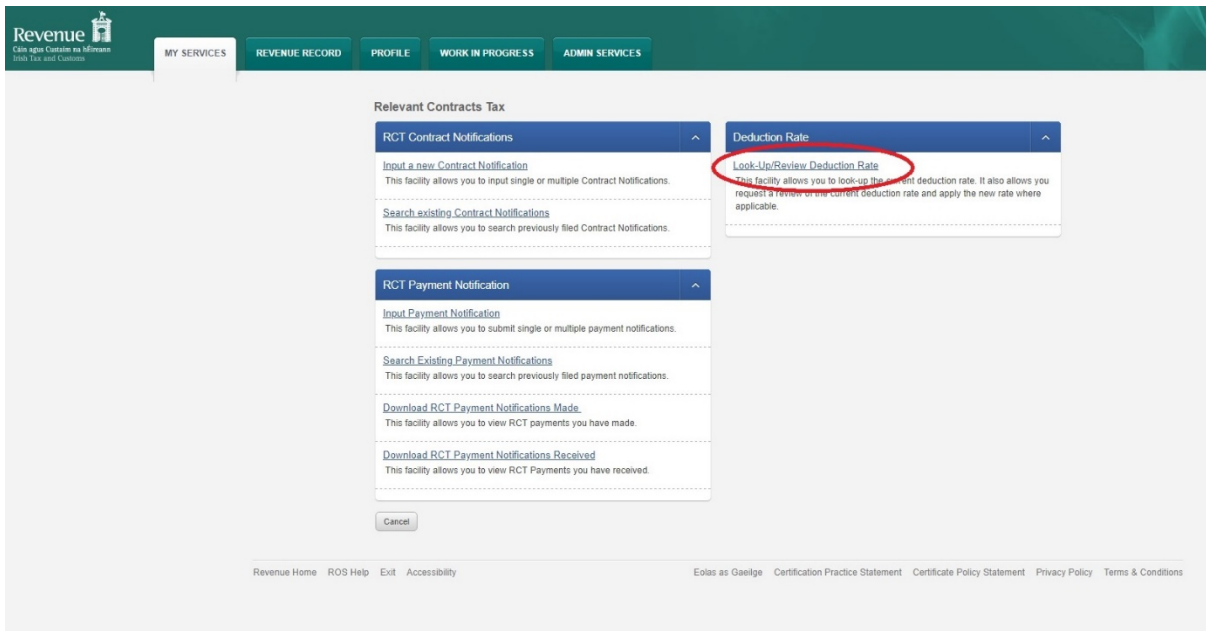 Revenue
Cáin agus Custaim na hÉireann
Irish Tax and Customs
MY SERVICES
REVENUE RECORD
PROFILE
WORK IN PROGRESS
ADMIN SERVICES
Relevant Contracts Tax
RCT Contract Notifications
Input a new Contract Notification
This facility allows you to input single or multiple Contract Notifications.
Search existing Contract Notifications
This facility allows you to search previously filed Contract Notifications.
Deduction Rate
Look-Up/Review Deduction Rate
This facility allows you to look-up the current deduction rate. It also allows you
request a review of the current deduction rate and apply the new rate where
applicable.
RCT Payment Notification
Input Payment Notification
This facility allows you to submit single or multiple payment notifications.
Search Existing Payment Notifications
This facility allows you to search previously filed payment notifications.
Download RCT Payment Notifications Made
This facility allows you to view RCT payments you have made.
Download RCT Payment Notifications Received
This facility allows you to view RCT Payments you have received.
Cancel
Revenue Home ROS Help Exit Accessibility
Eolas as Gaeilge Certification Practice Statement Certificate Policy Statement Privacy Policy Terms & Conditions